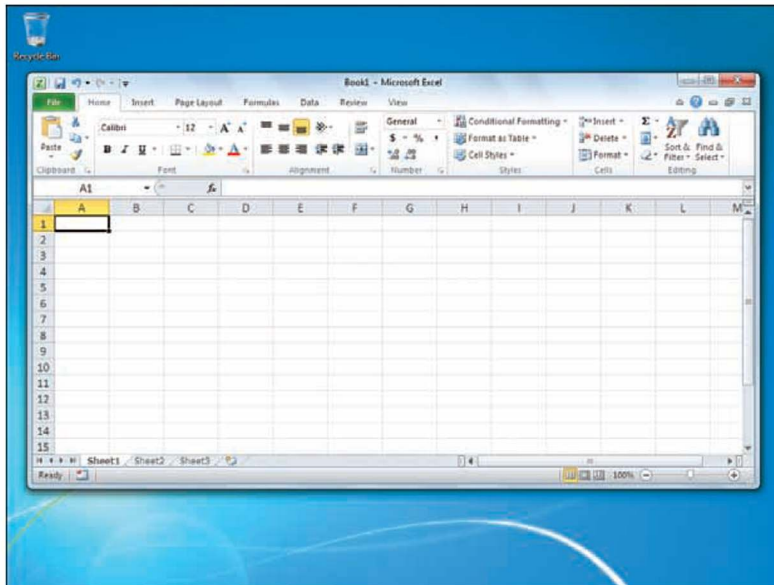 Recycle Bin
Book1 - Microsoft Excel
File Home Insert Page Layout Formulas Data Review View
Calibri 12 A A General Conditional Formatting Insert Σ
Paste B I U A $ % , Format as Table Delete Sort & Find &
Cell Styles Format Filter Select
Clipboard Font Alignment Number Styles Cells Editing
A1 fx
A B C D E F G H I J K L M
1
2
3
4
5
6
7
8
9
10
11
12
13
14
15
Sheet1 Sheet2 Sheet3
Ready 100%